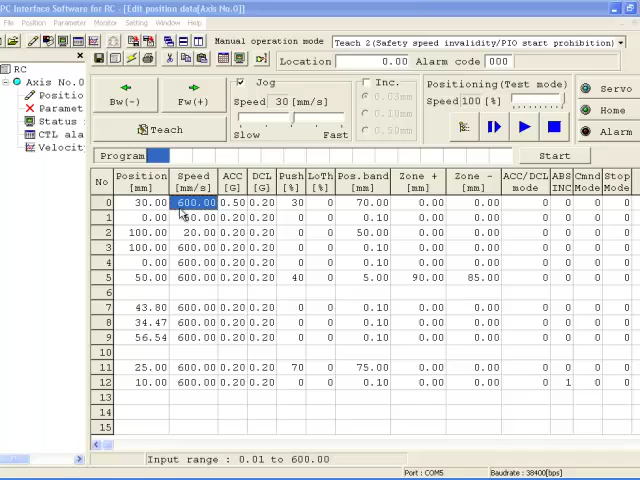 PC Interface Software for RC - [Edit position data[Axis No.0]
File Position Parameter Monitor Setting Window Help
Manual operation mode Teach 2(Safety speed invalidity/PIO start prohibition)
Location 0.00 Alarm code 000
RC
Axis No.0
Positio
Paramet
Status
CTL ala
Velocit
Bw(-) Fw(+)
Teach
Jog
Speed 30 [mm/s]
Slow Fast
Inc.
0.03mm
0.10mm
0.50mm
Positioning(Test mode)
Speed 100 [%]
Servo
Home
Alarm
Program
Start
No Position [mm] Speed [mm/s] ACC [G] DCL [G] Push [%] LoTh [%] Pos.band [mm] Zone + [mm] Zone - [mm] ACC/DCL mode ABS INC Cmnd Mode Stop Mode
0 30.00 600.00 0.50 0.20 30 0 70.00 0.00 0.00 0 0 0 0
1 0.00 50.00 0.20 0.20 0 0 0.10 0.00 0.00 0 0 0 0
2 100.00 20.00 0.20 0.20 0 0 50.00 0.00 0.00 0 0 0 0
3 100.00 600.00 0.20 0.20 0 0 0.10 0.00 0.00 0 0 0 0
4 0.00 600.00 0.20 0.20 0 0 0.10 0.00 0.00 0 0 0 0
5 50.00 600.00 0.20 0.20 40 0 5.00 90.00 85.00 0 0 0 0
6
7 43.80 600.00 0.20 0.20 0 0 0.10 0.00 0.00 0 0 0 0
8 34.47 600.00 0.20 0.20 0 0 0.10 0.00 0.00 0 0 0 0
9 56.54 600.00 0.20 0.20 0 0 0.10 0.00 0.00 0 0 0 0
10
11 25.00 600.00 0.20 0.20 70 0 75.00 0.00 0.00 0 0 0 0
12 10.00 600.00 0.20 0.20 0 0 0.10 0.00 0.00 0 1 0 0
13
14
15
Input range : 0.01 to 600.00
Port : COM5 Baudrate : 38400[bps]